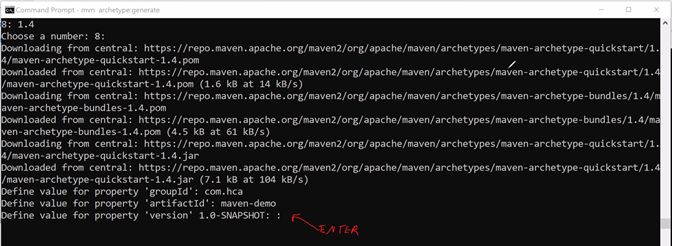 Command Prompt - mvn archetype:generate
8: 1.4
Choose a number: 8:
Downloading from central: https://repo.maven.apache.org/maven2/org/apache/maven/archetypes/maven-archetype-quickstart/1.
4/maven-archetype-quickstart-1.4.pom
Downloaded from central: https://repo.maven.apache.org/maven2/org/apache/maven/archetypes/maven-archetype-quickstart/1.4
/maven-archetype-quickstart-1.4.pom (1.6 kB at 14 kB/s)
Downloading from central: https://repo.maven.apache.org/maven2/org/apache/maven/archetypes/maven-archetype-bundles/1.4/m
aven-archetype-bundles-1.4.pom
Downloaded from central: https://repo.maven.apache.org/maven2/org/apache/maven/archetypes/maven-archetype-bundles/1.4/ma
ven-archetype-bundles-1.4.pom (4.5 kB at 61 kB/s)
Downloading from central: https://repo.maven.apache.org/maven2/org/apache/maven/archetypes/maven-archetype-quickstart/1.
4/maven-archetype-quickstart-1.4.jar
Downloaded from central: https://repo.maven.apache.org/maven2/org/apache/maven/archetypes/maven-archetype-quickstart/1.4
/maven-archetype-quickstart-1.4.jar (7.1 kB at 104 kB/s)
Define value for property 'groupId': com.hca
Define value for property 'artifactId': maven-demo
Define value for property 'version' 1.0-SNAPSHOT: :
ENTER